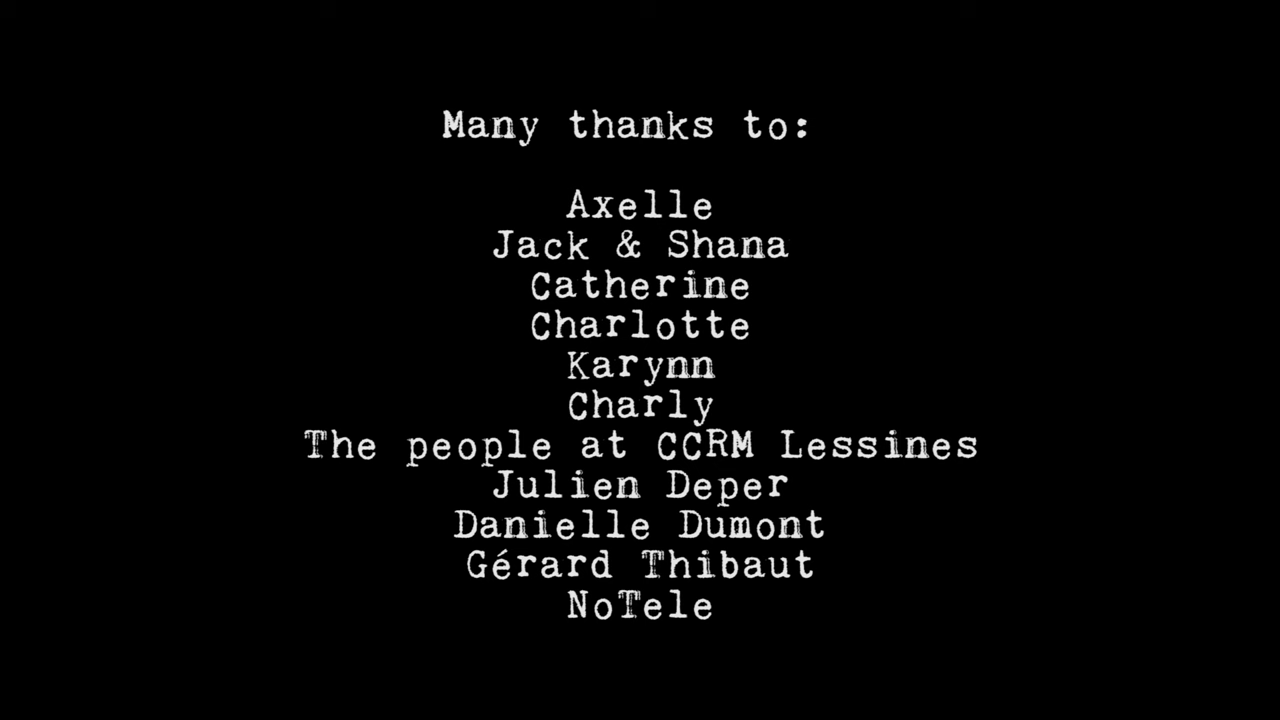 Many thanks to:
Axelle
Jack & Shana
Catherine
Charlotte
Karynn
Charly
The people at CCRM Lessines
Julien Deper
Danielle Dumont
Gérard Thibaut
NoTele